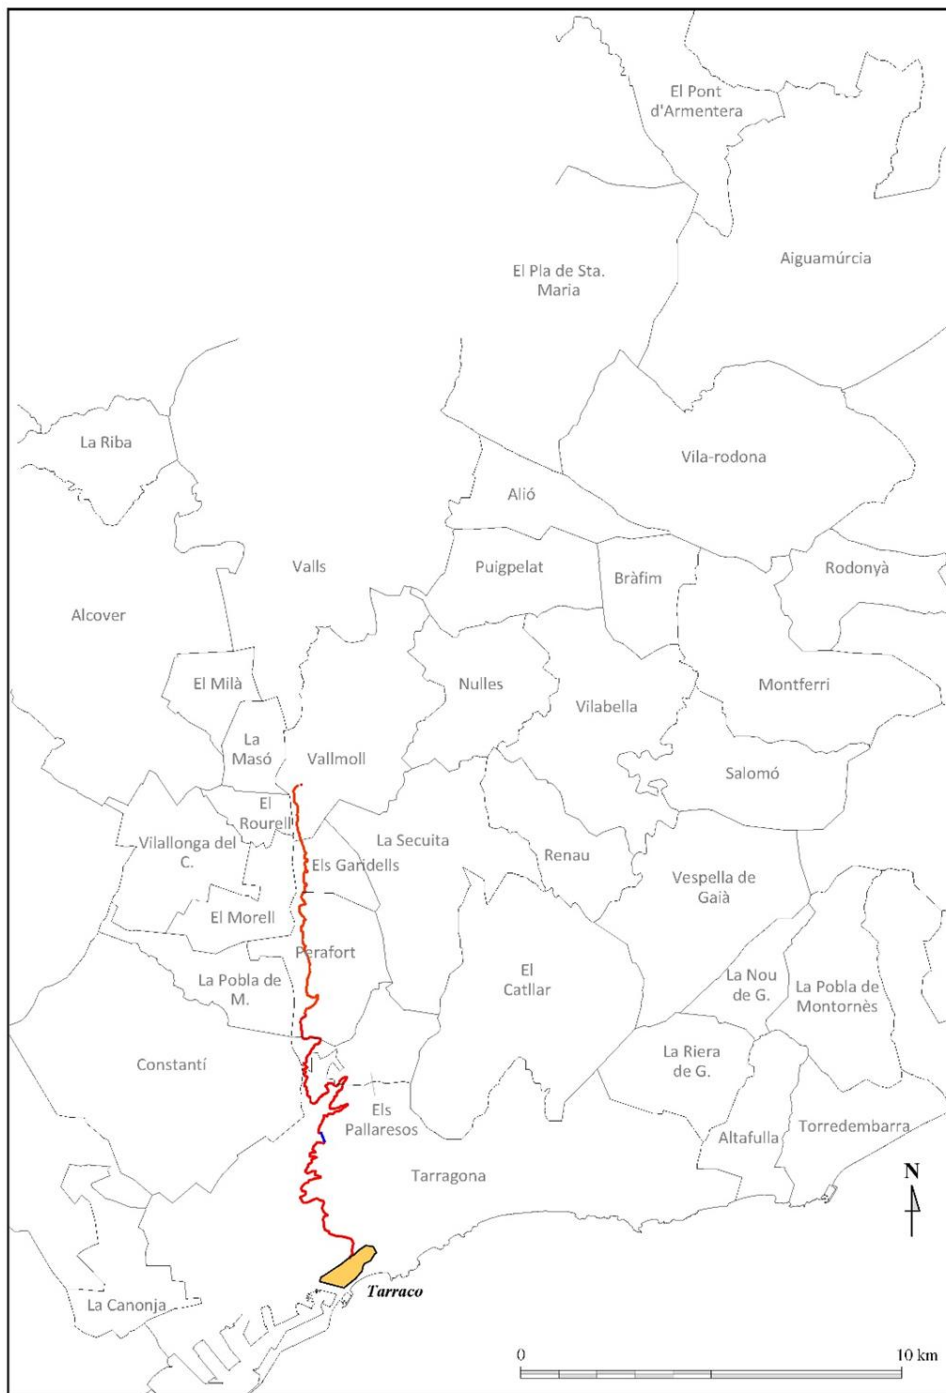 El Pont
d'Armentera
Aiguamúrcia
El Pla de Sta.
Maria
La Riba
Vila-rodona
Alió
Valls
Puigpelat
Bràfim
Rodonyà
Alcover
El Milà
Nulles
Vilabella
Montferri
La
Masó
Vallmoll
Salomó
El
Rourell
Vilallonga del
C.
La Secuita
Els Garidells
Renau
Vespella de
Gaià
El Morell
Perafort
La Pobla de
M.
El
Catllar
La Nou
de G.
La Pobla de
Montornès
Constantí
La Riera
de G.
Els
Pallaresos
Altafulla
Torredembarra
Tarragona
N
La Canonja
Tarraco
0
10 km